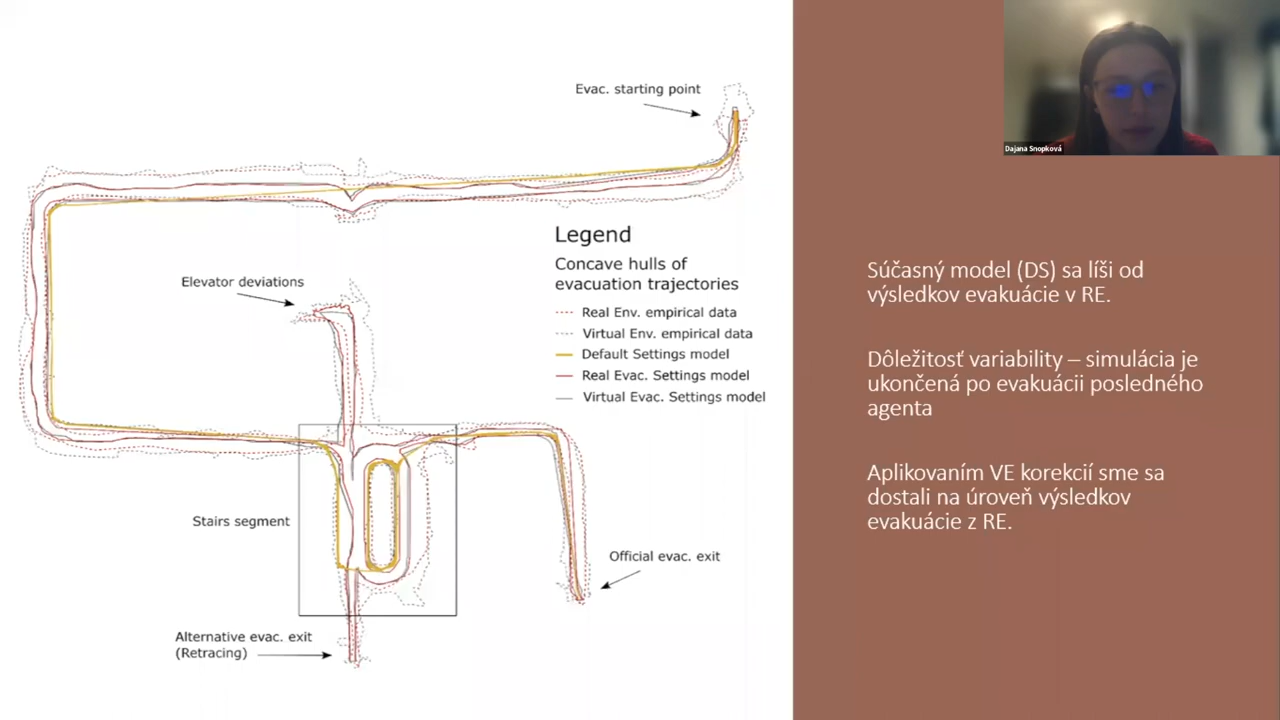 Evac. starting point
Elevator deviations
Legend
Concave hulls of
evacuation trajectories
Real Env. empirical data
Virtual Env. empirical data
Default Settings model
Real Evac. Settings model
Virtual Evac. Settings model
Stairs segment
Official evac. exit
Alternative evac. exit
(Retracing)
Dajana Snopková
Súčasný model (DS) sa líši od
výsledkov evakuácie v RE.
Dôležitosť variability – simulácia je
ukončená po evakuácii posledného
agenta
Aplikovaním VE korekcií sme sa
dostali na úroveň výsledkov
evakuácie z RE.